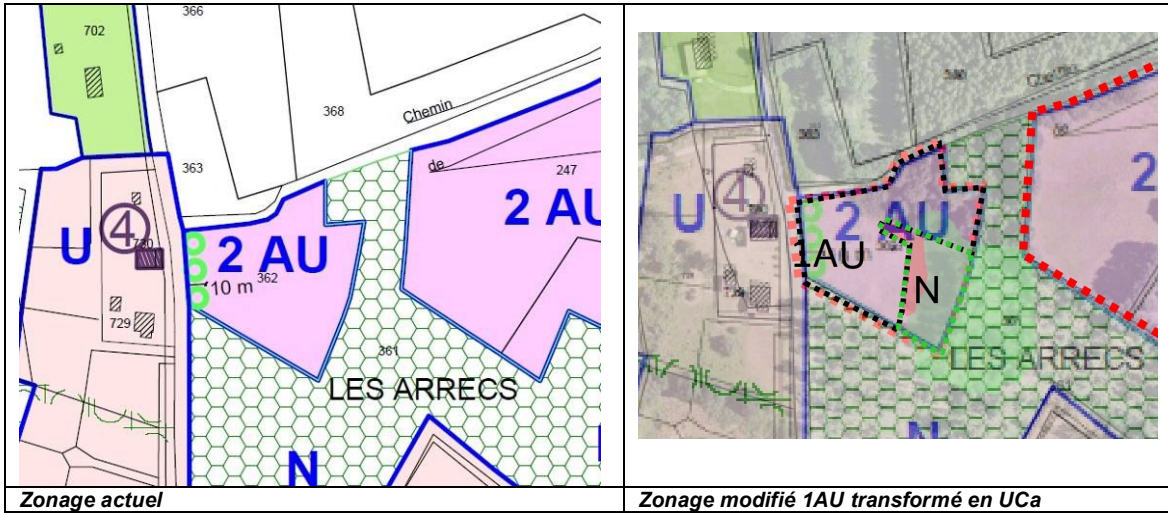 366
702
368
Chemin
de
363
247
2 AU
4
730
U
2 AU
362
10 m
729
361
LES ARRECS
N
Zonage actuel
Che
U
4
2 AU
2
1AU
N
LES ARRECS
N
Zonage modifié 1AU transformé en UCa